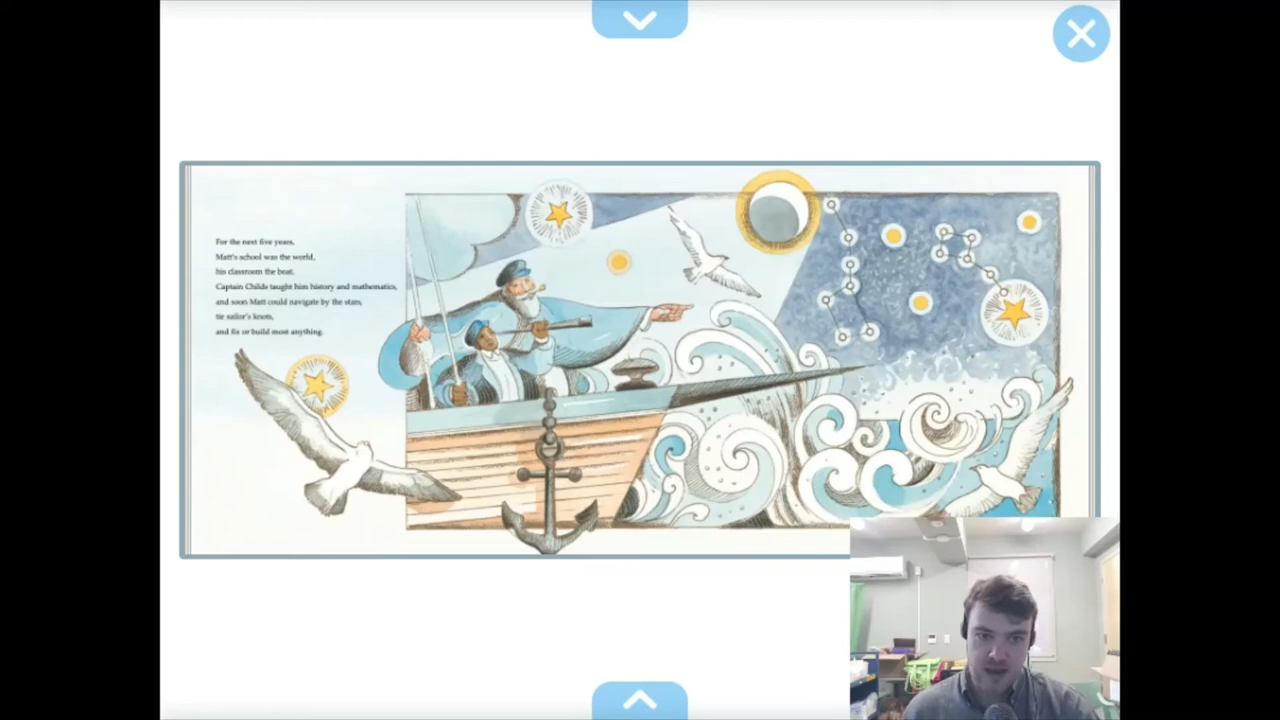 For the next five years,
Matt's school was the world,
his classroom the boat.
Captain Childs taught him history and mathematics,
and soon Matt could navigate by the stars,
tie sailor's knots,
and fix or build most anything.